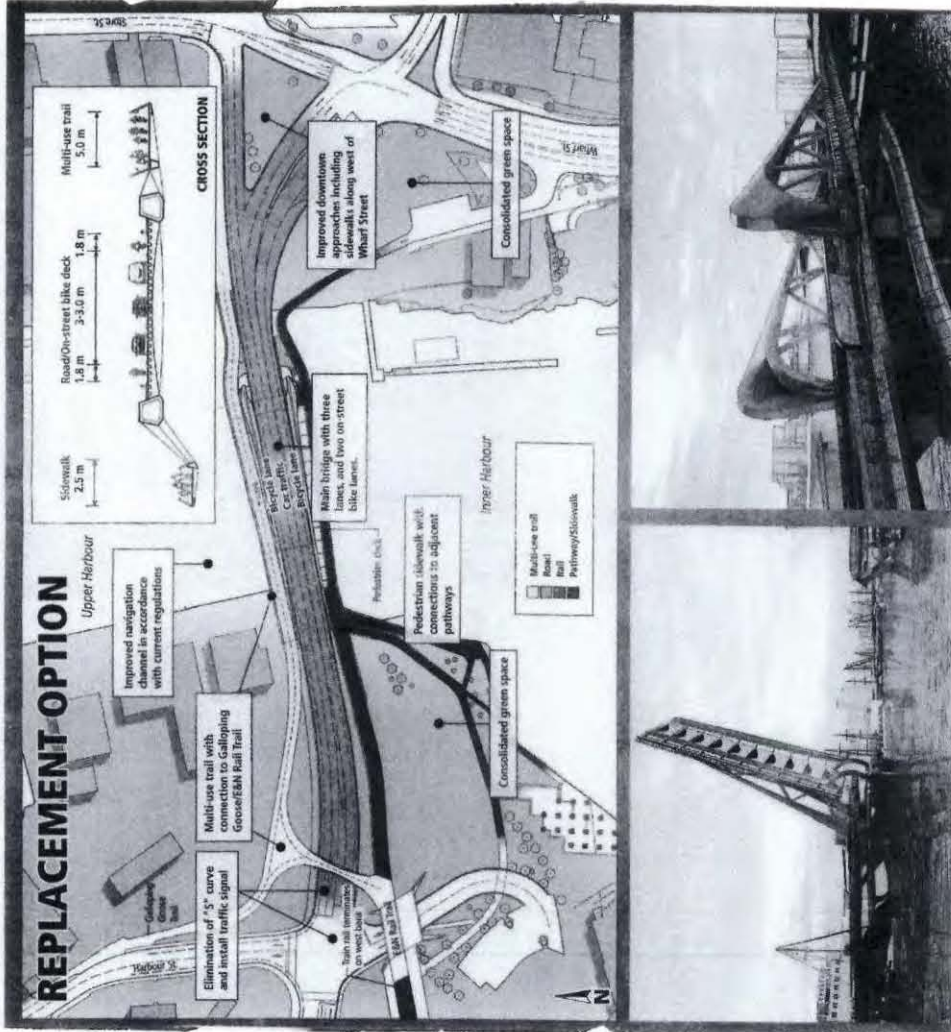 REPLACEMENT OPTION
Upper Harbour
Improved navigation
channel in accordance
with current regulations
Sidewalk
2.5 m
Road/On-street bike deck
1.8 m
3-3.0 m
1.8 m
Multi-use trail
5.0 m
CROSS SECTION
Store St.
Multi-use trail with
connection to Galloping
Goose/E&N Rail Trail
Galloping
Goose
Trail
Harbour St.
Elimination of "S" curve
and install traffic signal
Train rail terminates
on west bank
E&N Rail Trail
Bicycle lane
Car traffic
Bicycle lane
Main bridge with three
lanes, and two on-street
bike lanes.
Improved downtown
approaches including
sidewalks along west of
Wharf Street
Consolidated green space
Wharf St.
Pedestrian deck
Inner Harbour
Pedestrian sidewalk with
connections to adjacent
pathways
Consolidated green space
Multi-use trail
Road
Rail
Pathway/Sidewalk
N